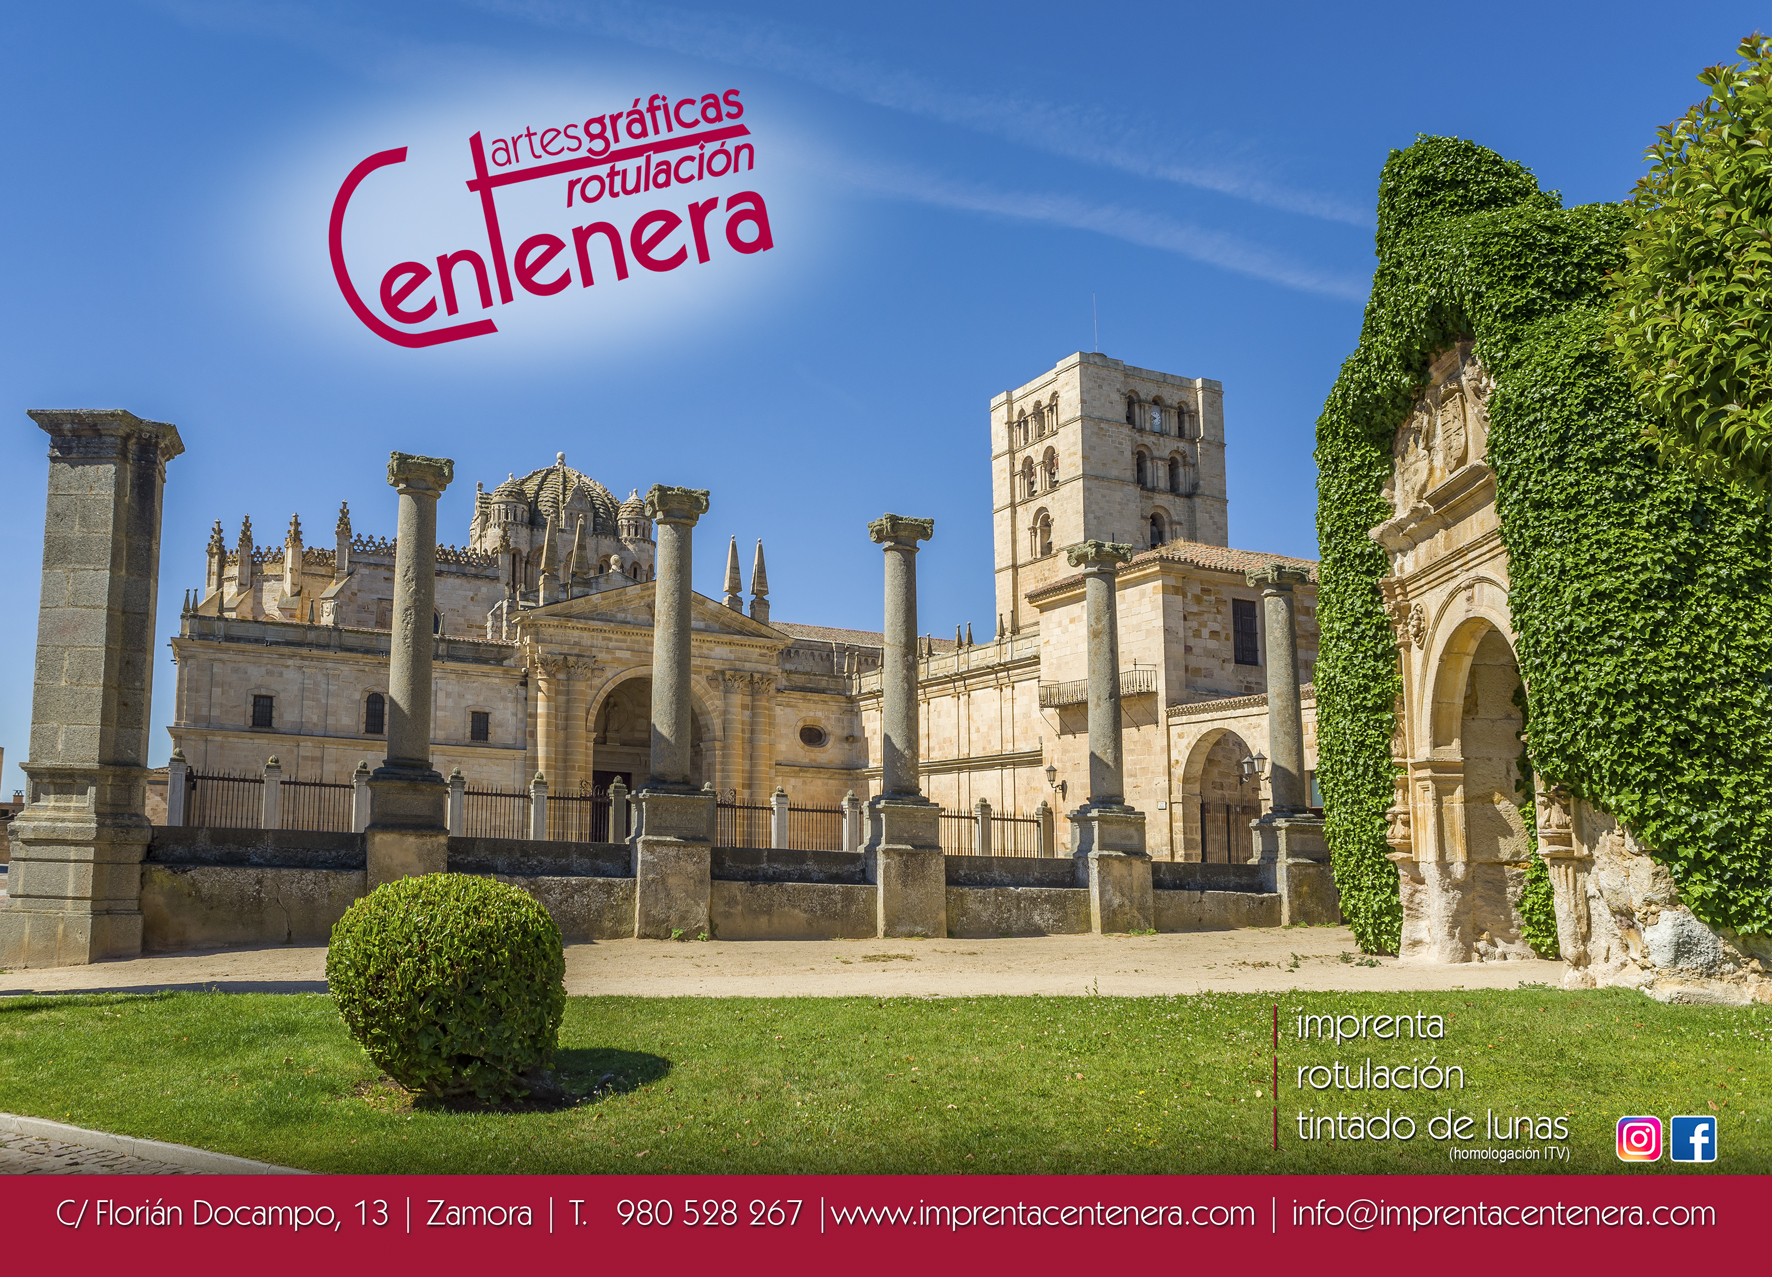 artesgráficas
rotulación
Centenera
imprenta
rotulación
tintado de lunas
(homologación ITV)
C/ Florián Docampo, 13 | Zamora | T. 980 528 267 | www.imprentacentenera.com | info@imprentacentenera.com